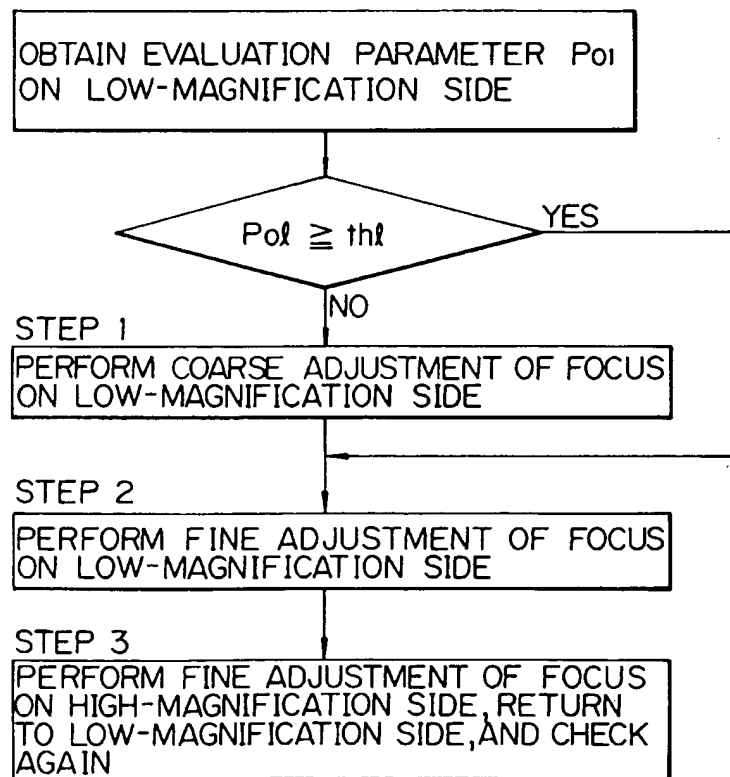 OBTAIN EVALUATION PARAMETER Pol
ON LOW-MAGNIFICATION SIDE
Poℓ ≧ thℓ
YES
NO
STEP 1
PERFORM COARSE ADJUSTMENT OF FOCUS
ON LOW-MAGNIFICATION SIDE
STEP 2
PERFORM FINE ADJUSTMENT OF FOCUS
ON LOW-MAGNIFICATION SIDE
STEP 3
PERFORM FINE ADJUSTMENT OF FOCUS
ON HIGH-MAGNIFICATION SIDE, RETURN
TO LOW-MAGNIFICATION SIDE, AND CHECK
AGAIN